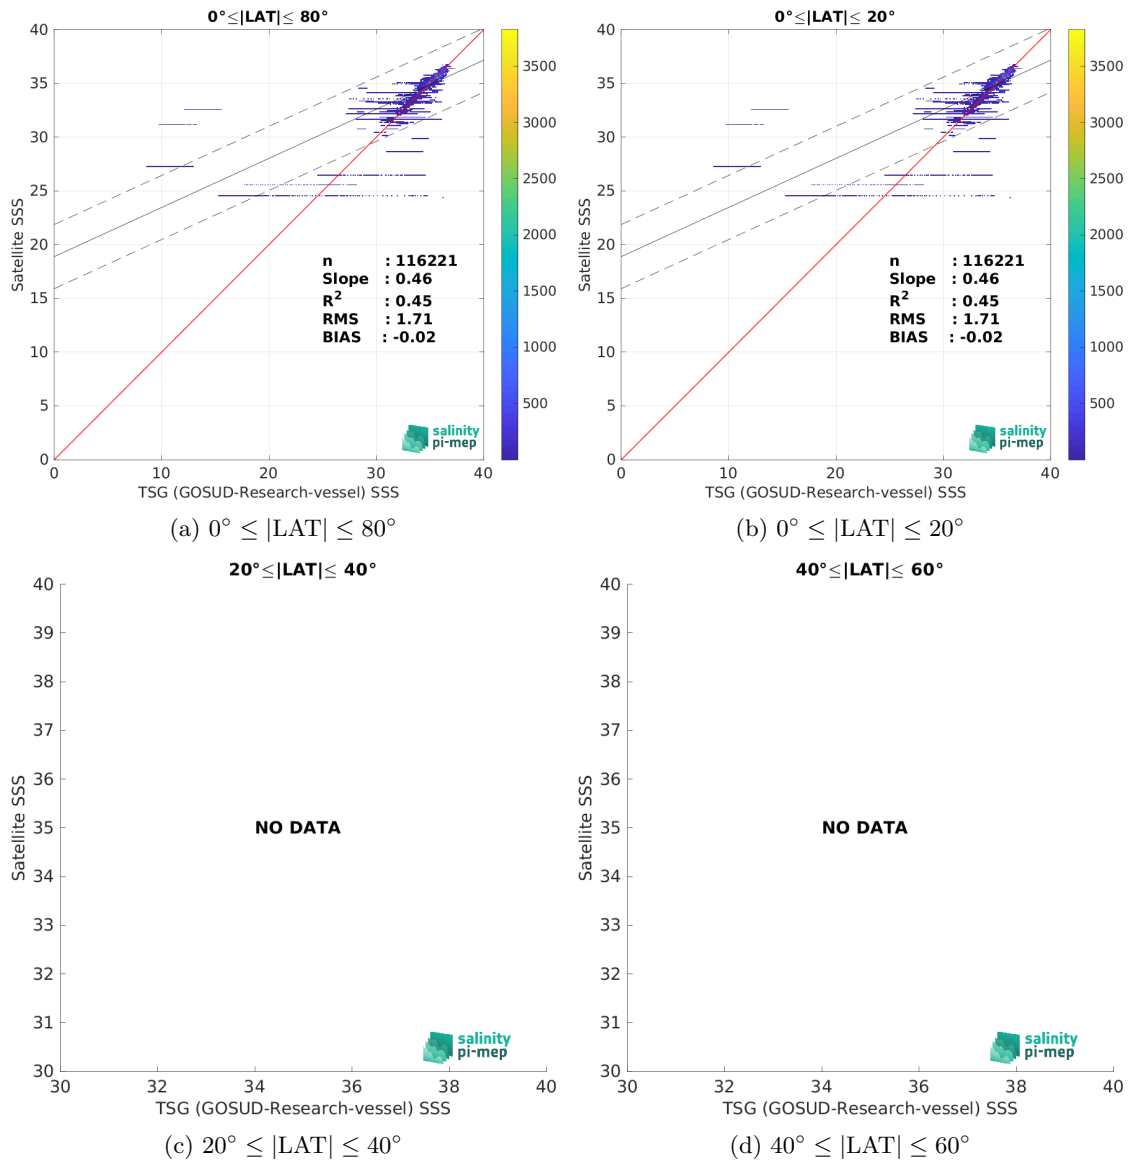 0°≤|LAT|≤ 80°
40
35
30
25
20
15
10
5
0
Satellite SSS
n : 116221
Slope : 0.46
R² : 0.45
RMS : 1.71
BIAS : -0.02
salinity
pi-mep
0 10 20 30 40
TSG (GOSUD-Research-vessel) SSS
3500
3000
2500
2000
1500
1000
500
(a) 0° ≤ |LAT| ≤ 80°
0°≤|LAT|≤ 20°
40
35
30
25
20
15
10
5
0
Satellite SSS
n : 116221
Slope : 0.46
R² : 0.45
RMS : 1.71
BIAS : -0.02
salinity
pi-mep
0 10 20 30 40
TSG (GOSUD-Research-vessel) SSS
3500
3000
2500
2000
1500
1000
500
(b) 0° ≤ |LAT| ≤ 20°
20°≤|LAT|≤ 40°
40
39
38
37
36
35
34
33
32
31
30
Satellite SSS
NO DATA
salinity
pi-mep
30 32 34 36 38 40
TSG (GOSUD-Research-vessel) SSS
(c) 20° ≤ |LAT| ≤ 40°
40°≤|LAT|≤ 60°
40
39
38
37
36
35
34
33
32
31
30
Satellite SSS
NO DATA
salinity
pi-mep
30 32 34 36 38 40
TSG (GOSUD-Research-vessel) SSS
(d) 40° ≤ |LAT| ≤ 60°